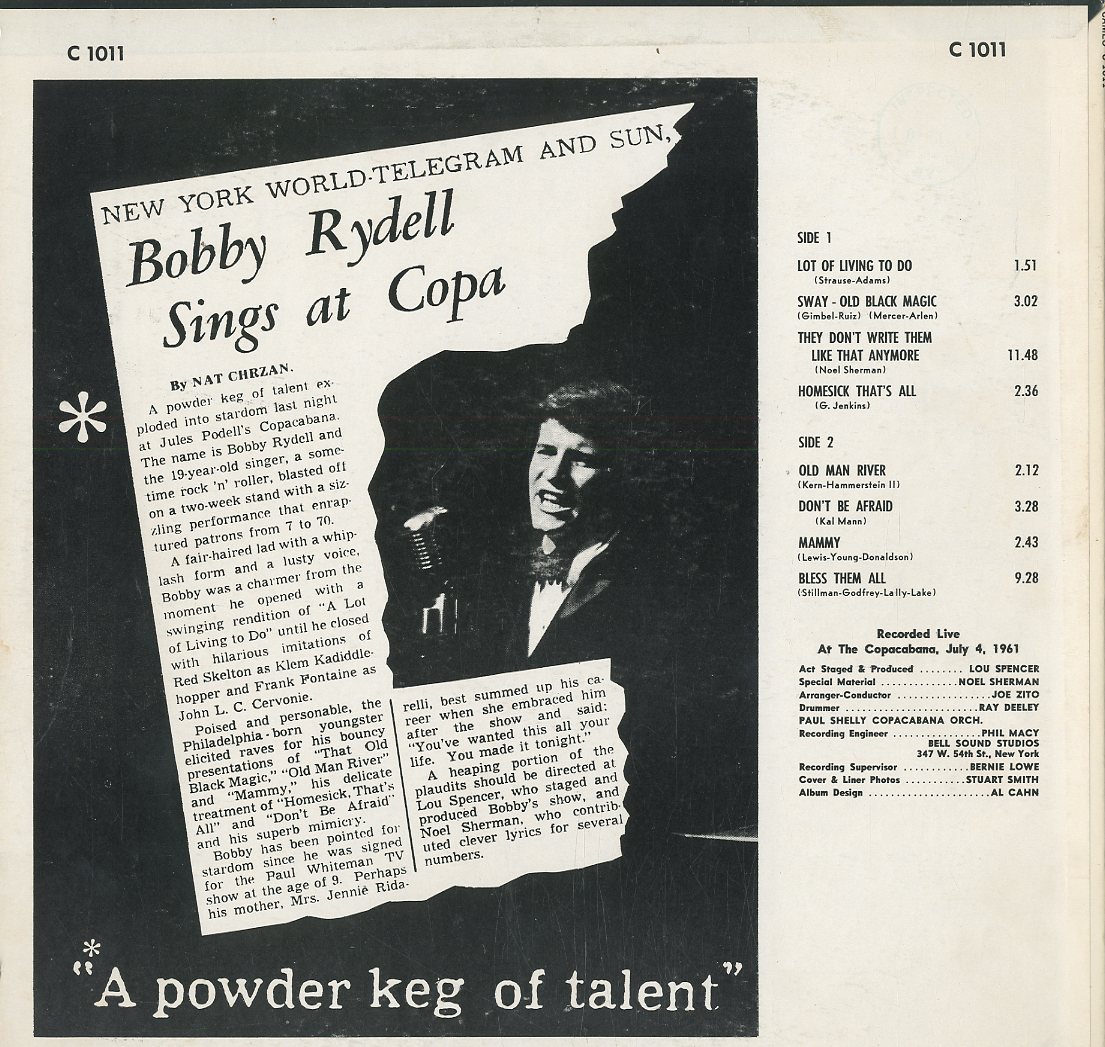 C 1011
C 1011
NEW YORK WORLD-TELEGRAM AND SUN,
Bobby Rydell
Sings at Copa
By NAT CHRZAN.
A powder keg of talent ex-
ploded into stardom last night
at Jules Podell's Copacabana.
The name is Bobby Rydell and
the 19-year-old singer, a some-
time rock 'n' roller, blasted off
on a two-week stand with a siz-
zling performance that enrap-
tured patrons from 7 to 70.
A fair-haired lad with a whip-
lash form and a lusty voice,
Bobby was a charmer from the
moment he opened with a
swinging rendition of "A Lot
of Living to Do" until he closed
with hilarious imitations of
Red Skelton as Klem Kadiddle-
hopper and Frank Fontaine as
John L. C. Cervonie.
Poised and personable, the
Philadelphia-born youngster
elicited raves for his bouncy
presentations of "That Old
Black Magic," "Old Man River"
and "Mammy," his delicate
treatment of "Homesick, That's
All" and "Don't Be Afraid"
and his superb mimicry.
Bobby has been pointed for
stardom since he was signed
for the Paul Whiteman TV
show at the age of 9. Perhaps
his mother, Mrs. Jennie Rida-
relli, best summed up his ca-
reer when she embraced him
after the show and said:
"You've wanted this all your
life. You made it tonight."
A heaping portion of the
plaudits should be directed at
Lou Spencer, who staged and
produced Bobby's show, and
Noel Sherman, who contrib-
uted clever lyrics for several
numbers.
*
*
"A powder keg of talent"
SIDE 1
LOT OF LIVING TO DO 1.51
(Strause-Adams)
SWAY - OLD BLACK MAGIC 3.02
(Gimbel-Ruiz) (Mercer-Arlen)
THEY DON'T WRITE THEM
LIKE THAT ANYMORE 11.48
(Noel Sherman)
HOMESICK THAT'S ALL 2.36
(G. Jenkins)
SIDE 2
OLD MAN RIVER 2.12
(Kern-Hammerstein II)
DON'T BE AFRAID 3.28
(Kal Mann)
MAMMY 2.43
(Lewis-Young-Donaldson)
BLESS THEM ALL 9.28
(Stillman-Godfrey-Lally-Lake)
Recorded Live
At The Copacabana, July 4, 1961
Act Staged & Produced ........ LOU SPENCER
Special Material .............NOEL SHERMAN
Arranger-Conductor ..................JOE ZITO
Drummer ..........................RAY DEELEY
PAUL SHELLY COPACABANA ORCH.
Recording Engineer .................PHIL MACY
BELL SOUND STUDIOS
347 W. 54th St., New York
Recording Supervisor ............BERNIE LOWE
Cover & Liner Photos ...........STUART SMITH
Album Design .......................AL CAHN